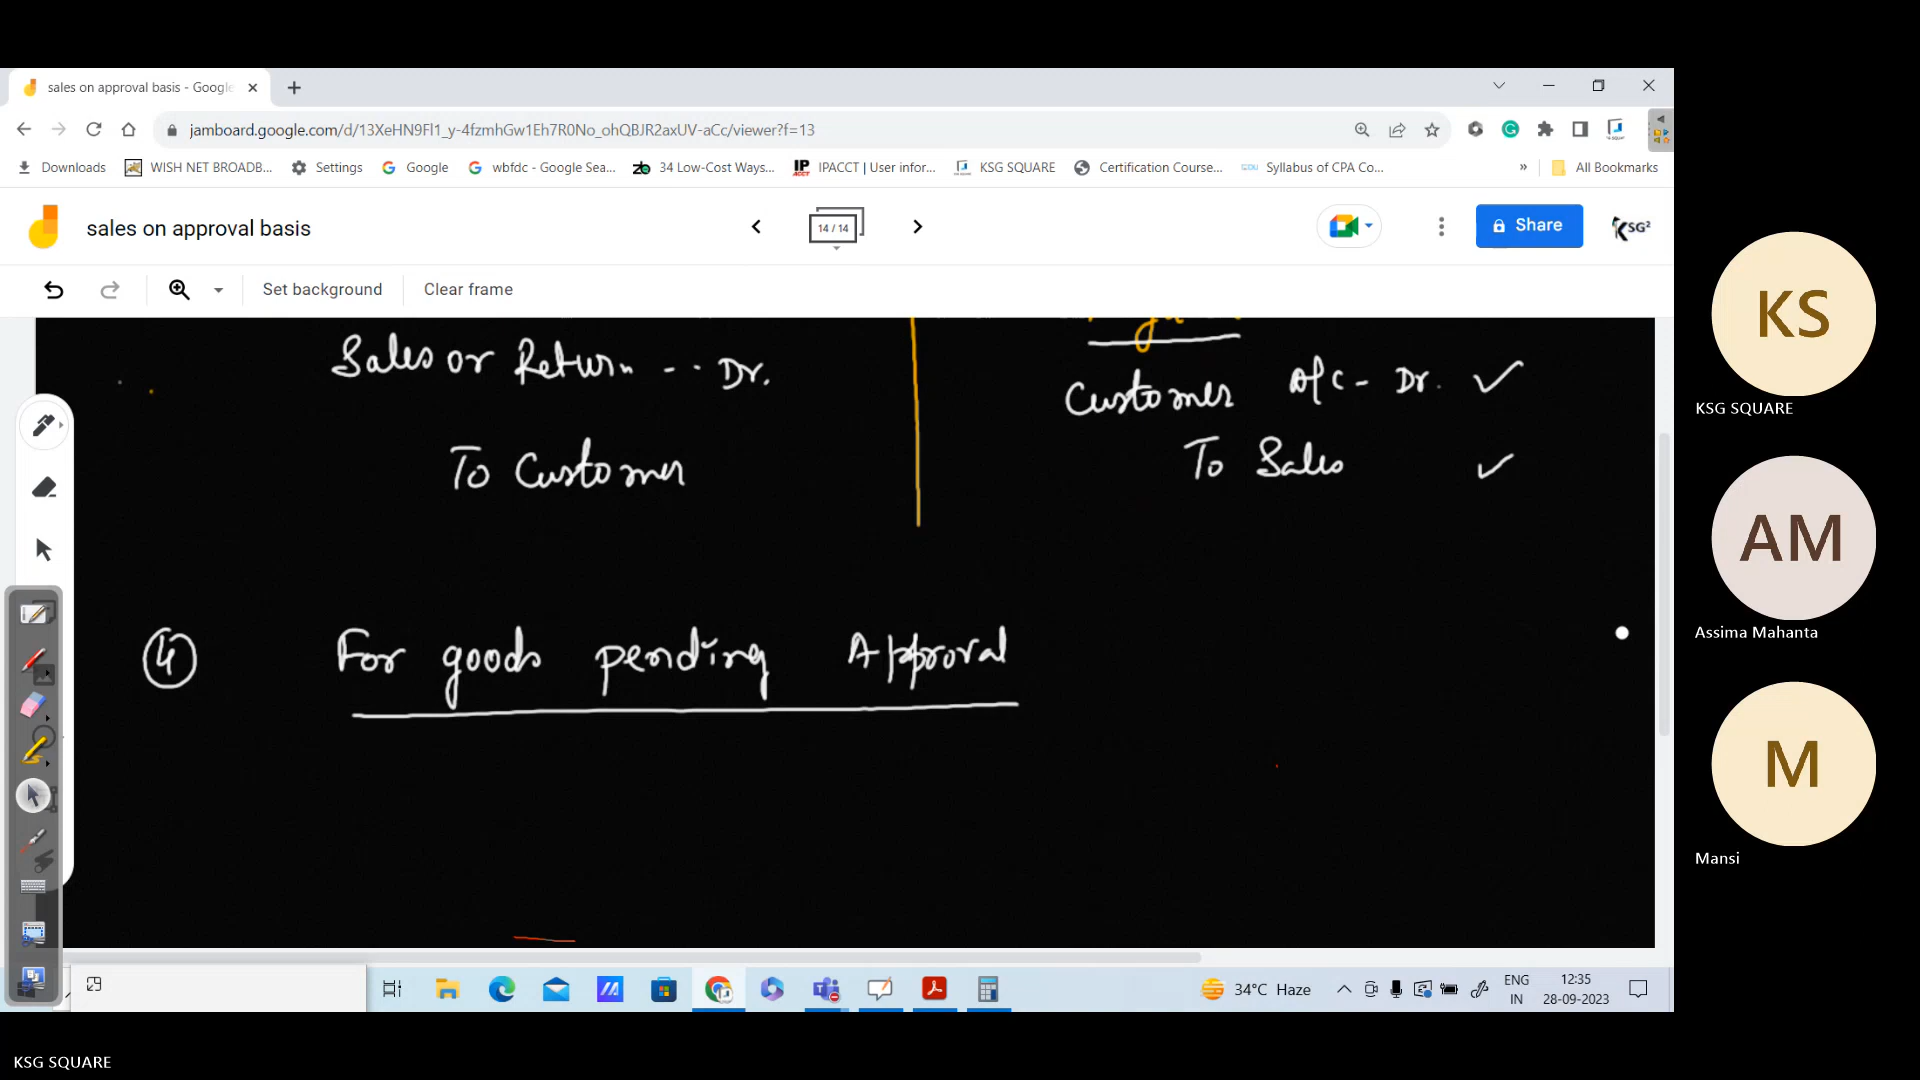 sales on approval basis - Google
jamboard.google.com/d/13XeHN9Fl1_y-4fzmhGw1Eh7R0No_ohQBJR2axUV-aCc/viewer?f=13
Downloads WISH NET BROADB... Settings Google wbfdc - Google Sea... 34 Low-Cost Ways... IPACCT | User infor... KSG SQUARE Certification Course... Syllabus of CPA Co... » All Bookmarks
sales on approval basis 14 / 14 Share KSG²
Set background Clear frame
Sales or Return - - Dr.
To Customer
Customer A/c - Dr.
To Sales
4 For goods pending Approval
KS
KSG SQUARE
AM
Assima Mahanta
M
Mansi
34°C Haze
ENG
IN
12:35
28-09-2023
KSG SQUARE